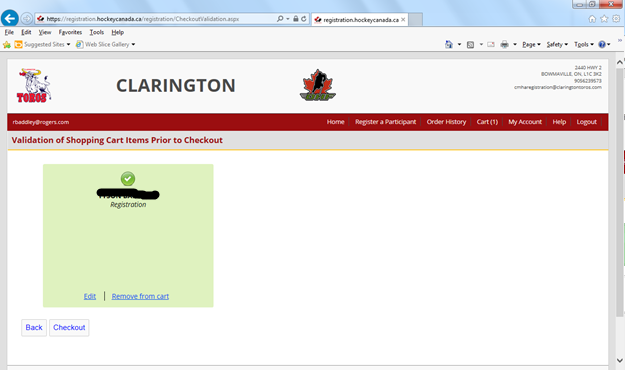 https://registration.hockeycanada.ca/registration/CheckoutValidation.aspx
registration.hockeycanada.ca
File Edit View Favorites Tools Help
Suggested Sites Web Slice Gallery Page Safety Tools
TOROS
CLARINGTON
2440 HWY 2
BOWMAVILLE, ON, L1C 3K2
9056239573
cmharegistration@claringtontoros.com
rbaddley@rogers.com Home Register a Participant Order History Cart (1) My Account Help Logout
Validation of Shopping Cart Items Prior to Checkout
Registration
Edit | Remove from cart
Back Checkout